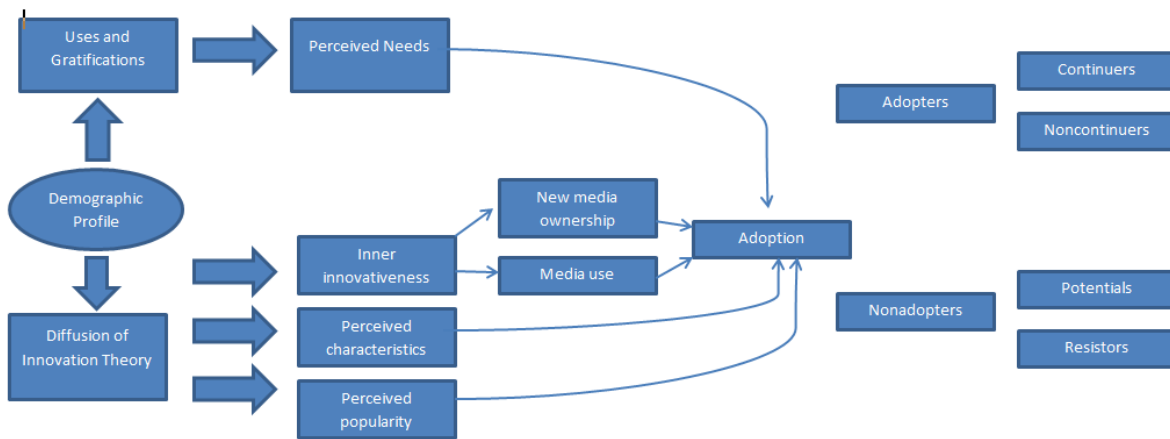 Uses and
Gratifications
Perceived Needs
Continuers
Adopters
Noncontinuers
Demographic
Profile
New media
ownership
Adoption
Inner
innovativeness
Media use
Potentials
Nonadopters
Diffusion of
Innovation Theory
Perceived
characteristics
Resistors
Perceived
popularity